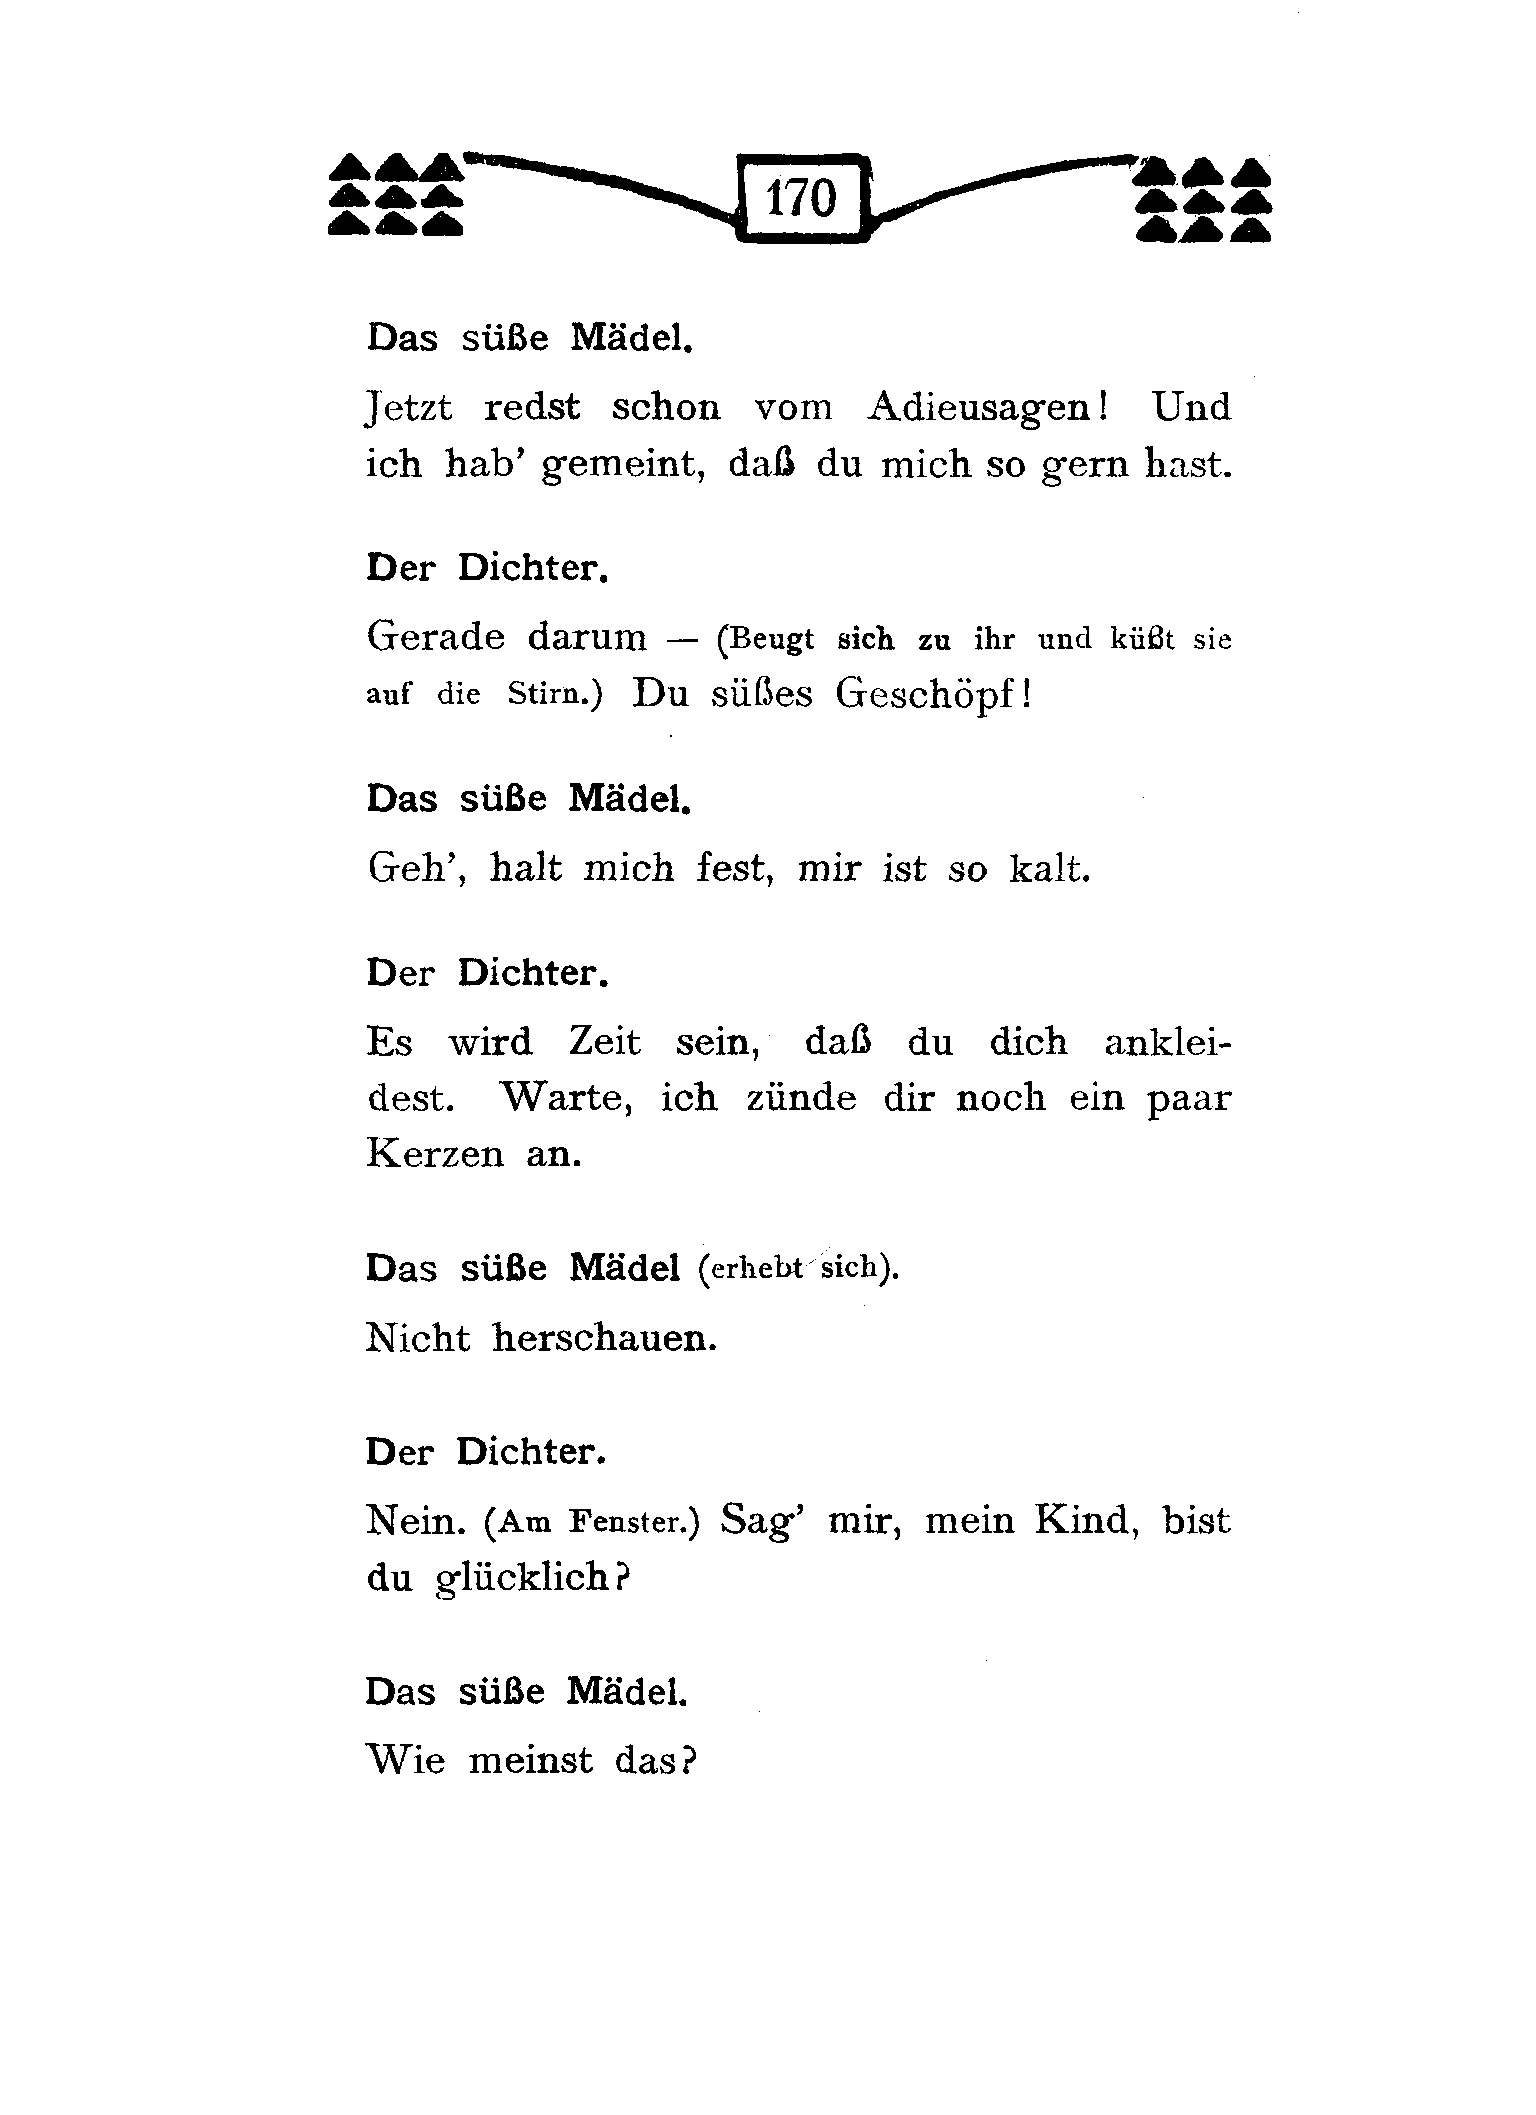 170
Das süße Mädel.
Jetzt redst schon vom Adieusagen! Und
ich hab’ gemeint, daß du mich so gern hast.
Der Dichter.
Gerade darum — (Beugt sich zu ihr und küßt sie
auf die Stirn.) Du süßes Geschöpf!
Das süße Mädel.
Geh’, halt mich fest, mir ist so kalt.
Der Dichter.
Es wird Zeit sein, daß du dich anklei-
dest. Warte, ich zünde dir noch ein paar
Kerzen an.
Das süße Mädel (erhebt sich).
Nicht herschauen.
Der Dichter.
Nein. (Am Fenster.) Sag’ mir, mein Kind, bist
du glücklich?
Das süße Mädel.
Wie meinst das?